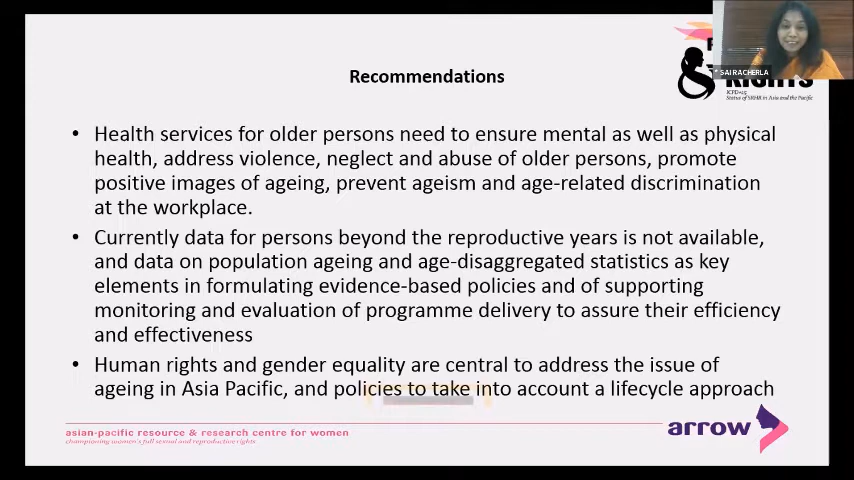 SAI RACHERLA
Recommendations
RIGHTS
ICPD+25
Status of SRHR in Asia and the Pacific
• Health services for older persons need to ensure mental as well as physical
health, address violence, neglect and abuse of older persons, promote
positive images of ageing, prevent ageism and age-related discrimination
at the workplace.
• Currently data for persons beyond the reproductive years is not available,
and data on population ageing and age-disaggregated statistics as key
elements in formulating evidence-based policies and of supporting
monitoring and evaluation of programme delivery to assure their efficiency
and effectiveness
• Human rights and gender equality are central to address the issue of
ageing in Asia Pacific, and policies to take into account a lifecycle approach
asian-pacific resource & research centre for women
championing women's full sexual and reproductive rights
arrow